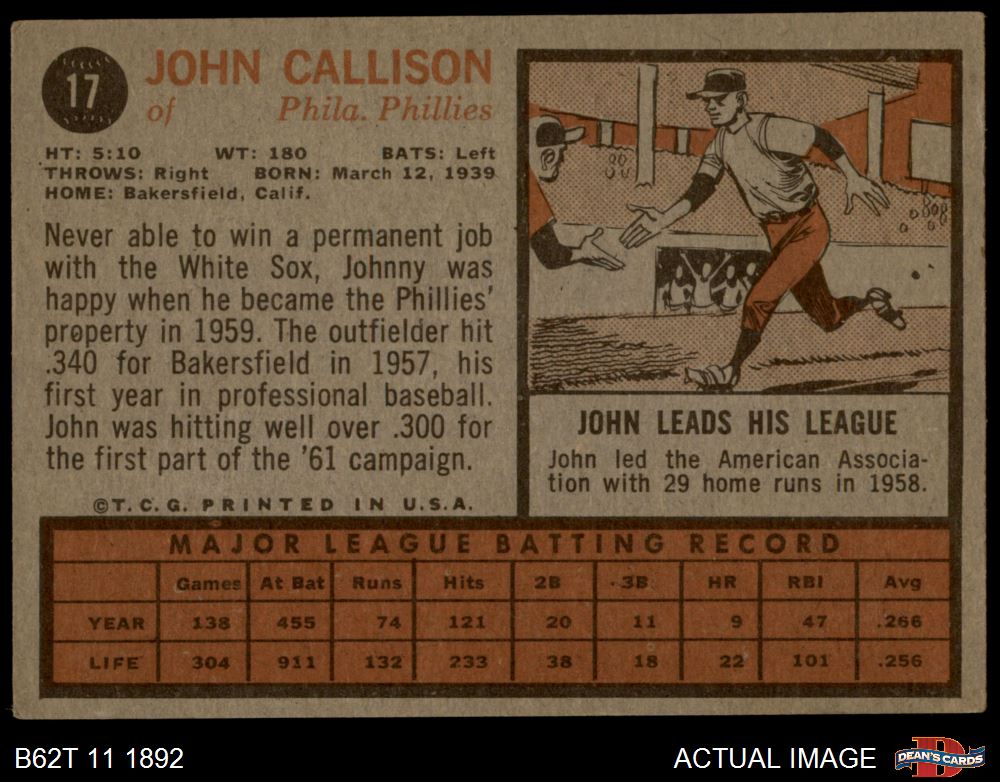 17
JOHN CALLISON
of Phila. Phillies
HT: 5:10 WT: 180 BATS: Left
THROWS: Right BORN: March 12, 1939
HOME: Bakersfield, Calif.
Never able to win a permanent job
with the White Sox, Johnny was
happy when he became the Phillies'
property in 1959. The outfielder hit
.340 for Bakersfield in 1957, his
first year in professional baseball.
John was hitting well over .300 for
the first part of the '61 campaign.
©T.C.G. PRINTED IN U.S.A.
JOHN LEADS HIS LEAGUE
John led the American Associa-
tion with 29 home runs in 1958.
MAJOR LEAGUE BATTING RECORD
Games At Bat Runs Hits 2B 3B HR RBI Avg
YEAR 138 455 74 121 20 11 9 47 .266
LIFE 304 911 132 233 38 18 22 101 .256
B62T 11 1892
ACTUAL IMAGE
D
DEAN'S CARDS